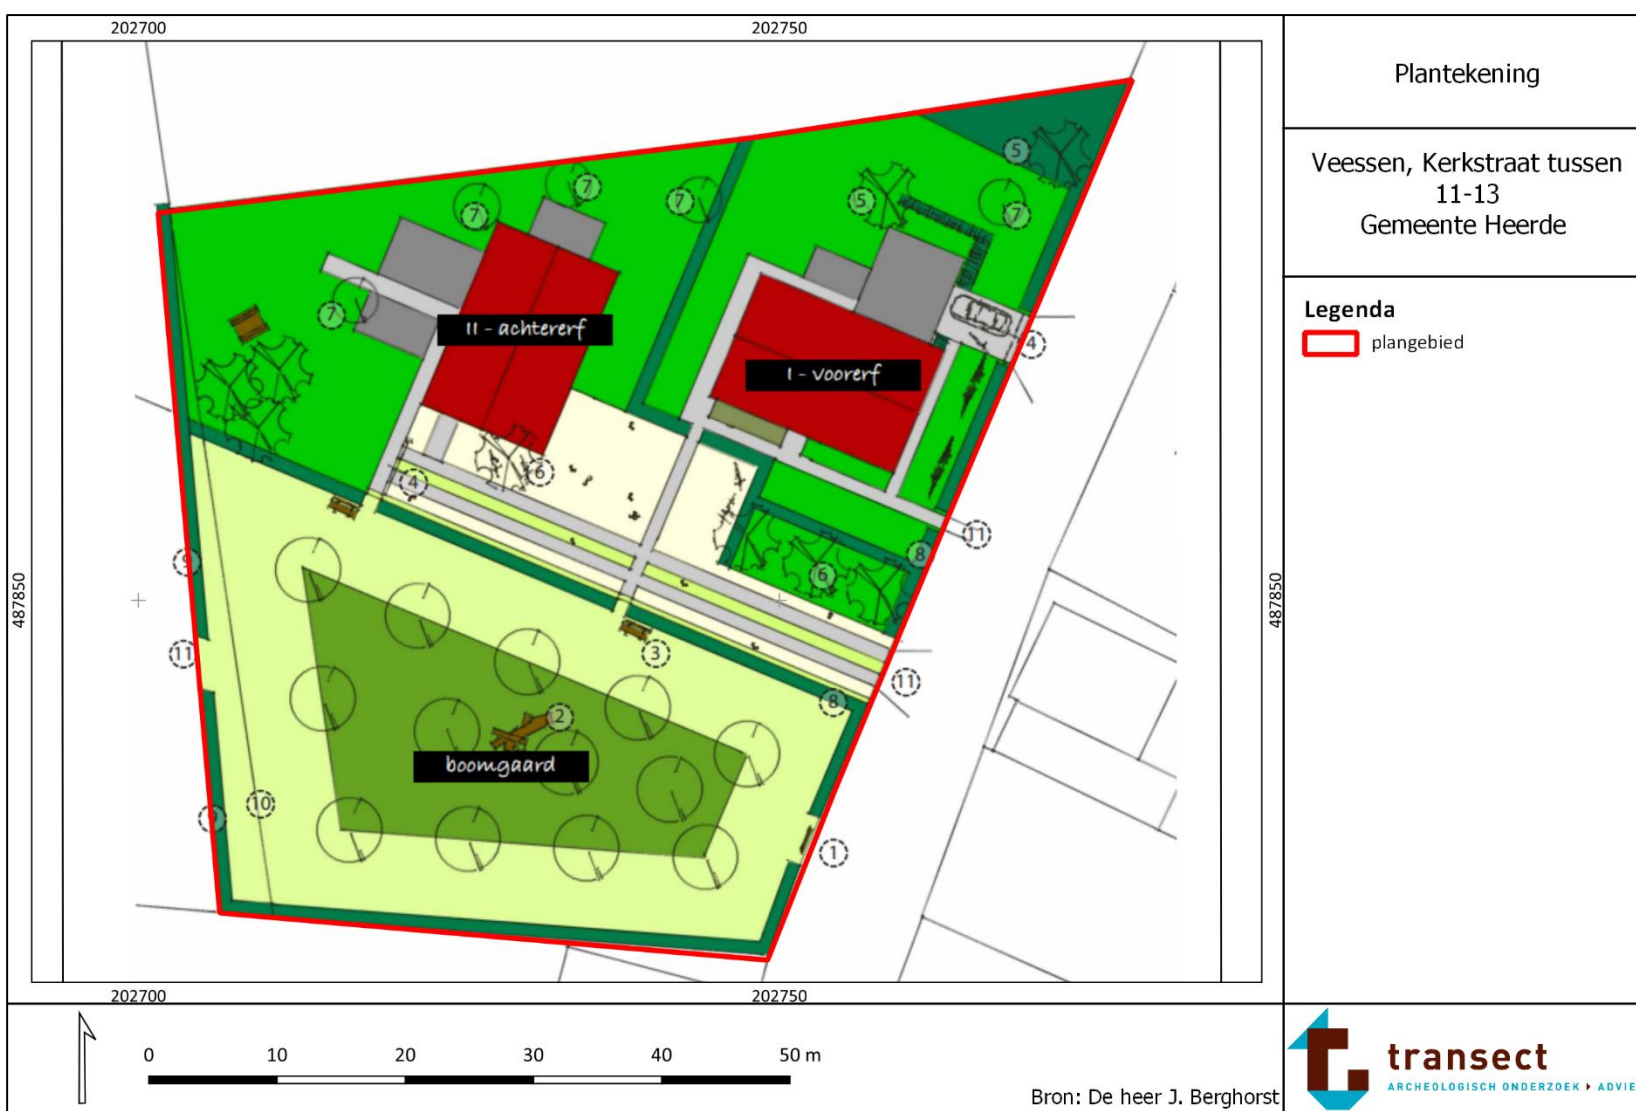 202700
202750
Plantekening
Veessen, Kerkstraat tussen
11-13
Gemeente Heerde
Legenda
plangebied
5
7
7
7
5
7
7
II - achtererf
4
I - voorerf
4
6
11
8
6
9
487850
487850
11
3
11
8
2
boomgaard
10
9
1
202700
202750
0 10 20 30 40 50 m
Bron: De heer J. Berghorst
transect
ARCHEOLOGISCH ONDERZOEK ADVIE